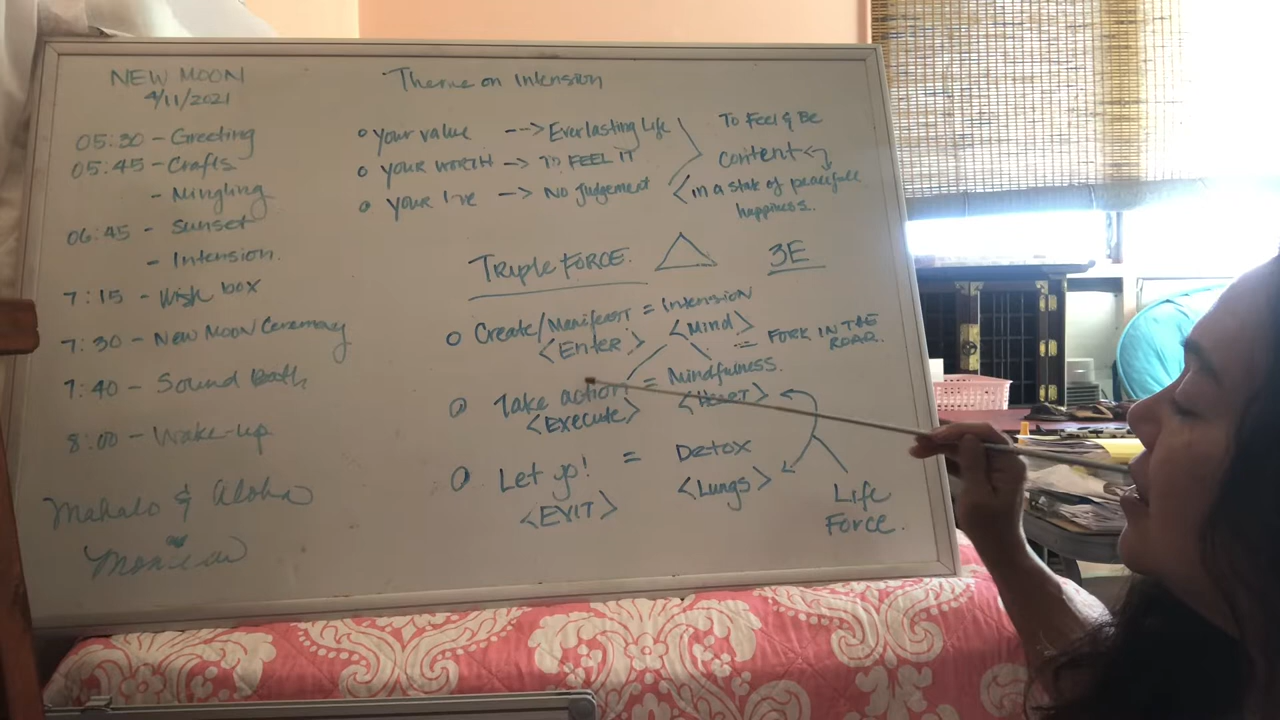 NEW MOON
4/11/2021
05:30 - Greeting
05:45 - Crafts
- Mingling
06:45 - Sunset
- Intension.
7:15 - Wish box
7:30 - New Moon Ceremony
7:40 - Sound Bath
8:00 - Wake-up
Mahalo & Aloha
Theme on Intension
your value --> Everlasting Life
YOUR WORTH --> TO FEEL IT
YOUR --> No Judgement
To Feel & Be
content
in a state of peacefull
happiness..
TRIPLE FORCE.
3E
Create/Manifest = Intension
<Enter> <Mind>
= FORK IN THE
ROAD.
Take action = Mindfulness.
<Execute> <HEART>
Let go! = Detox
<EXIT> <Lungs>
Life
Force.